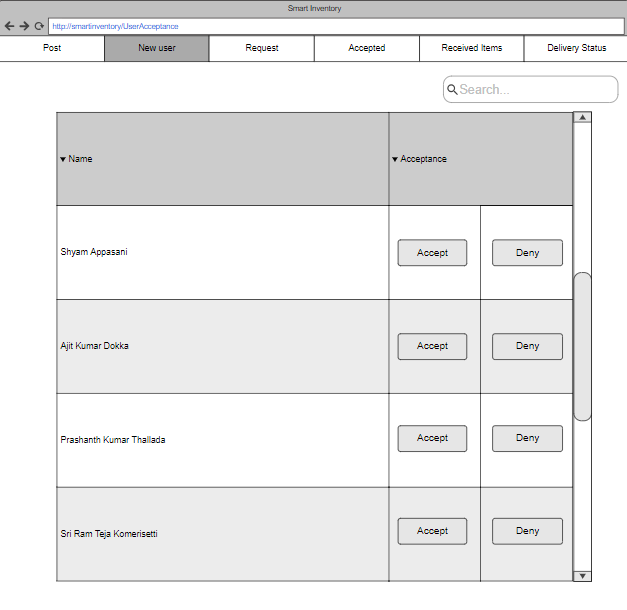 Smart Inventory
http://smartinventory/UserAcceptance
Post New user Request Accepted Received Items Delivery Status
Search...
Name Acceptance
Shyam Appasani Accept Deny
Ajit Kumar Dokka Accept Deny
Prashanth Kumar Thallada Accept Deny
Sri Ram Teja Komerisetti Accept Deny